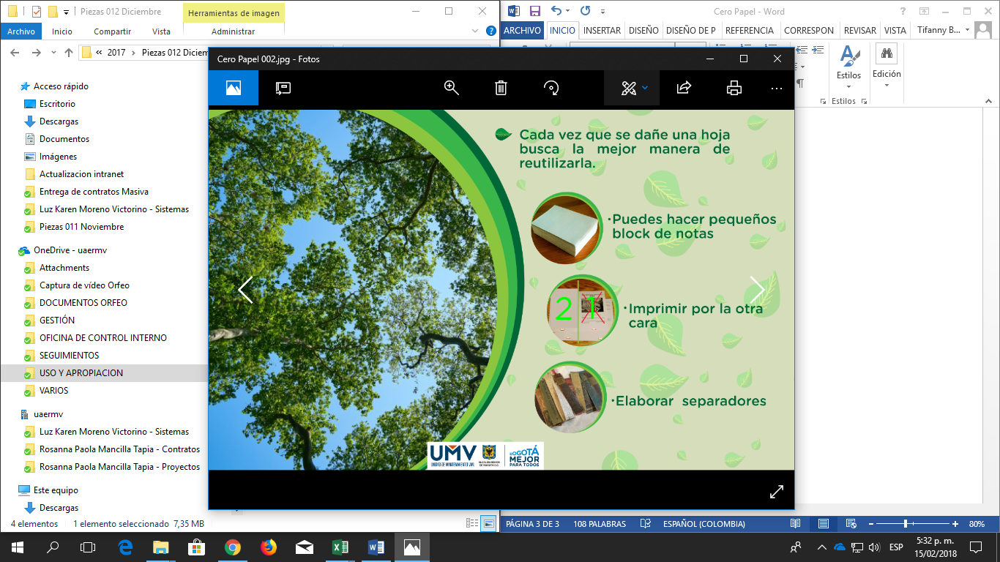 Piezas 012 Diciembre
Herramientas de imagen
Archivo
Inicio
Compartir
Vista
Administrar
« 2017 > Piezas 012 Diciem
Acceso rápido
Escritorio
Descargas
Documentos
Imágenes
Actualizacion intranet
Entrega de contratos Masiva
Luz Karen Moreno Victorino - Sistemas
Piezas 011 Noviembre
OneDrive - uaermv
Attachments
Captura de vídeo Orfeo
DOCUMENTOS ORFEO
GESTIÓN
OFICINA DE CONTROL INTERNO
SEGUIMIENTOS
USO Y APROPIACION
VARIOS
uaermv
Luz Karen Moreno Victorino - Sistemas
Rosanna Paola Mancilla Tapia - Contratos
Rosanna Paola Mancilla Tapia - Proyectos
Este equipo
Descargas
4 elementos
1 elemento seleccionado 7,35 MB
Cero Papel - Word
ARCHIVO
INICIO
INSERTAR
DISEÑO
DISEÑO DE P
REFERENCIA
CORRESPON
REVISAR
VISTA
Tifanny B...
Estilos
Edición
Estilos
Cero Papel 002.jpg - Fotos
Cada vez que se dañe una hoja
busca la mejor manera de
reutilizarla.
·Puedes hacer pequeños
block de notas
2 1
·Imprimir por la otra
cara
·Elaborar separadores
UMV
UNIDAD DE MANTENIMIENTO VIAL
ALCALDÍA MAYOR
DE BOGOTÁ D.C.
BOGOTÁ
MEJOR
PARA TODOS
PÁGINA 3 DE 3
108 PALABRAS
ESPAÑOL (COLOMBIA)
80%
ESP
5:32 p. m.
15/02/2018